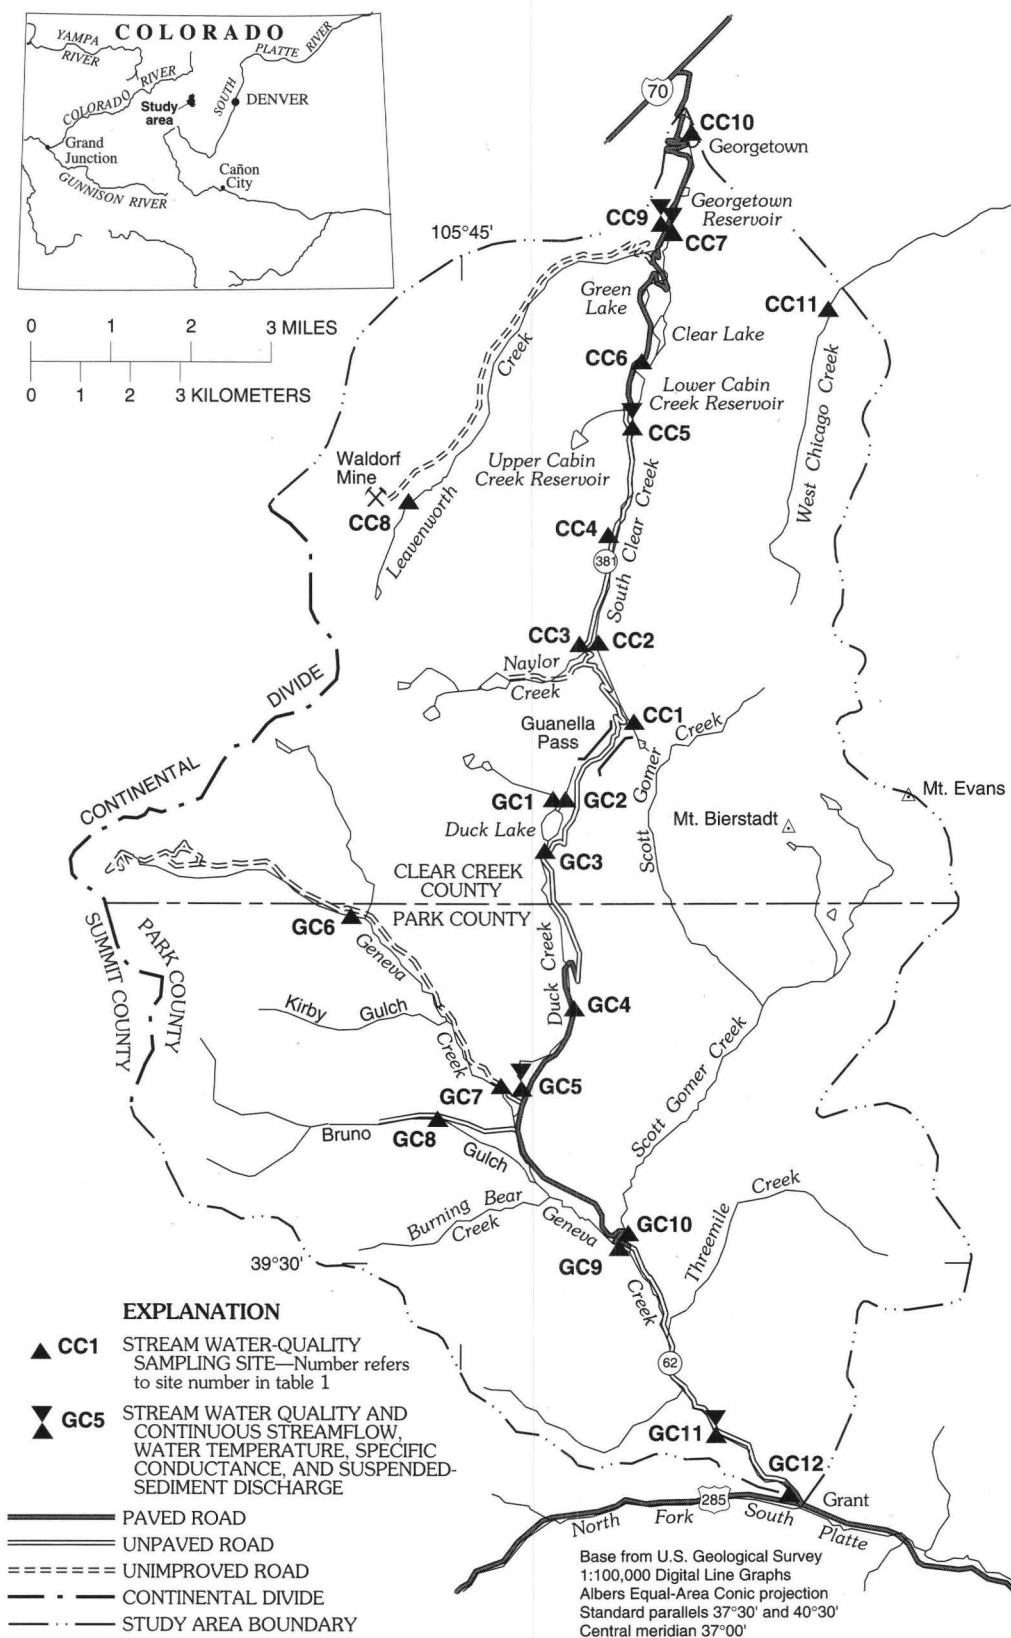 COLORADO
YAMPA
RIVER
PLATTE
RIVER
COLORADO
RIVER
SOUTH
Study
area
DENVER
Grand
Junction
GUNNISON RIVER
Cañon
City
0 1 2 3 MILES
0 1 2 3 KILOMETERS
70
CC10
Georgetown
Georgetown
Reservoir
CC9
CC7
105°45'
Green
Lake
CC11
Clear Lake
Creek
CC6
Lower Cabin
Creek Reservoir
CC5
Upper Cabin
Creek Reservoir
West Chicago Creek
Waldorf
Mine
CC8
Leavenworth
CC4
381
South Clear Creek
CC3
CC2
Naylor
Creek
DIVIDE
CONTINENTAL
CC1
Guanella
Pass
Creek
Gomer
Scott
GC1
GC2
Mt. Evans
Mt. Bierstadt
Duck Lake
GC3
CLEAR CREEK
COUNTY
PARK COUNTY
GC6
PARK COUNTY
SUMMIT COUNTY
Geneva
Creek
Duck Creek
Kirby Gulch
GC4
GC7
GC5
Scott Gomer Creek
Bruno
GC8
Gulch
Burning Bear
Creek
Geneva
Creek
GC10
GC9
Threemile
Creek
39°30'
62
GC11
GC12
285
Grant
North Fork South Platte
EXPLANATION
CC1 STREAM WATER-QUALITY
SAMPLING SITE—Number refers
to site number in table 1
GC5 STREAM WATER QUALITY AND
CONTINUOUS STREAMFLOW,
WATER TEMPERATURE, SPECIFIC
CONDUCTANCE, AND SUSPENDED-
SEDIMENT DISCHARGE
PAVED ROAD
UNPAVED ROAD
UNIMPROVED ROAD
CONTINENTAL DIVIDE
STUDY AREA BOUNDARY
Base from U.S. Geological Survey
1:100,000 Digital Line Graphs
Albers Equal-Area Conic projection
Standard parallels 37°30' and 40°30'
Central meridian 37°00'